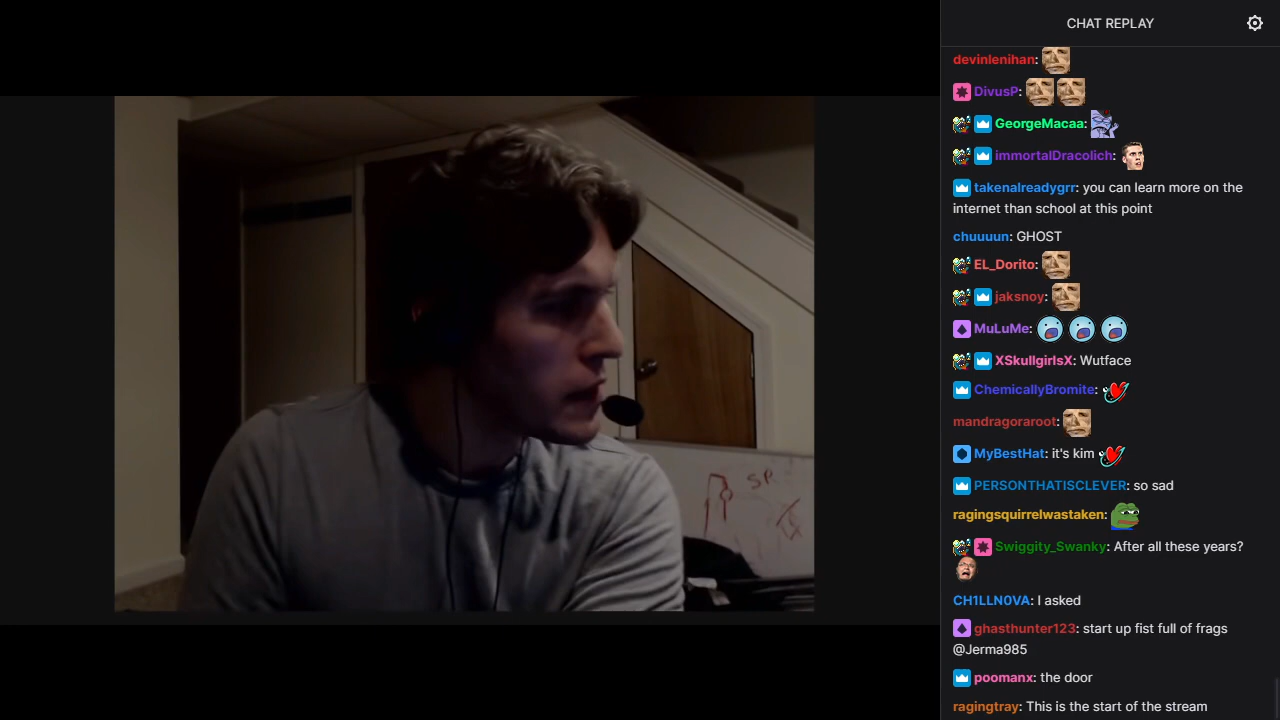 CHAT REPLAY
devinlenihan:
DivusP:
GeorgeMacaa:
immortalDracolich:
takenalreadygrr: you can learn more on the
internet than school at this point
chuuuun: GHOST
EL_Dorito:
jaksnoy:
MuLuMe:
XSkullgirlsX: Wutface
ChemicallyBromite:
mandragoraroot:
MyBestHat: it's kim
PERSONTHATISCLEVER: so sad
ragingsquirrelwastaken:
Swiggity_Swanky: After all these years?
CH1LLN0VA: I asked
ghasthunter123: start up fist full of frags
@Jerma985
poomanx: the door
ragingtray: This is the start of the stream